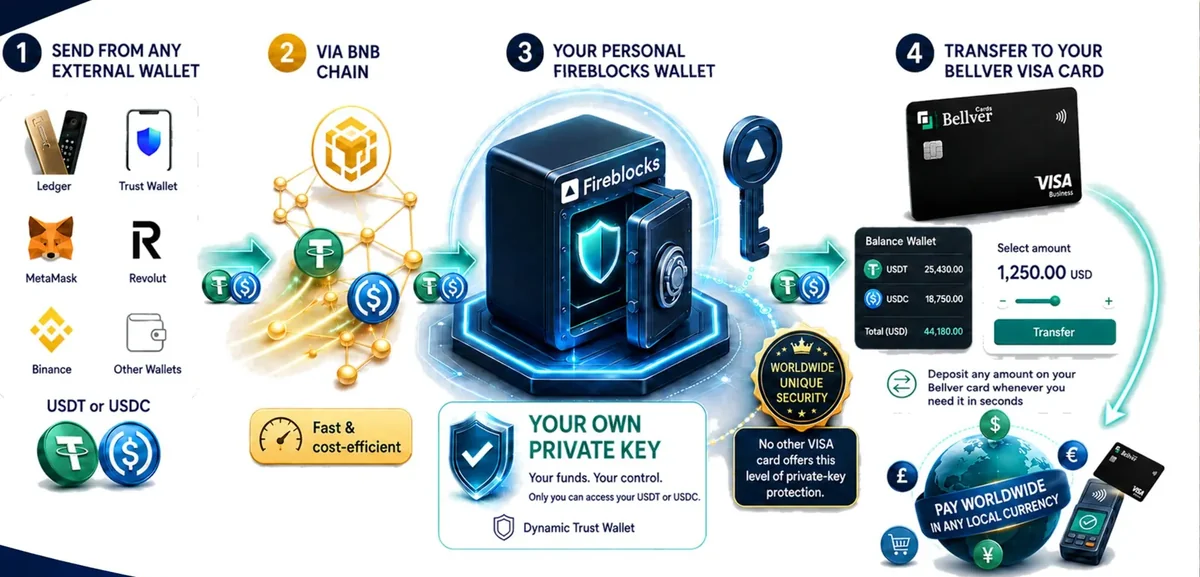 1
SEND FROM ANY
EXTERNAL WALLET
Ledger
Trust Wallet
MetaMask
R
Revolut
Binance
Other Wallets
USDT or USDC
2
VIA BNB
CHAIN
Fast &
cost-efficient
3
YOUR PERSONAL
FIREBLOCKS WALLET
Fireblocks
YOUR OWN
PRIVATE KEY
Your funds. Your control.
Only you can access your USDT or USDC.
Dynamic Trust Wallet
WORLDWIDE
UNIQUE
SECURITY
No other VISA
card offers this
level of private-key
protection.
4
TRANSFER TO YOUR
BELLVER VISA CARD
Cards
Bellver
VISA
Business
Balance Wallet
USDT 25,430.00
USDC 18,750.00
Total (USD) 44,180.00
Select amount
1,250.00 USD
− +
Transfer
Deposit any amount on your
Bellver card whenever you
need it in seconds
$
£
€
¥
PAY WORLDWIDE
IN ANY LOCAL CURRENCY
Bellver
VISA